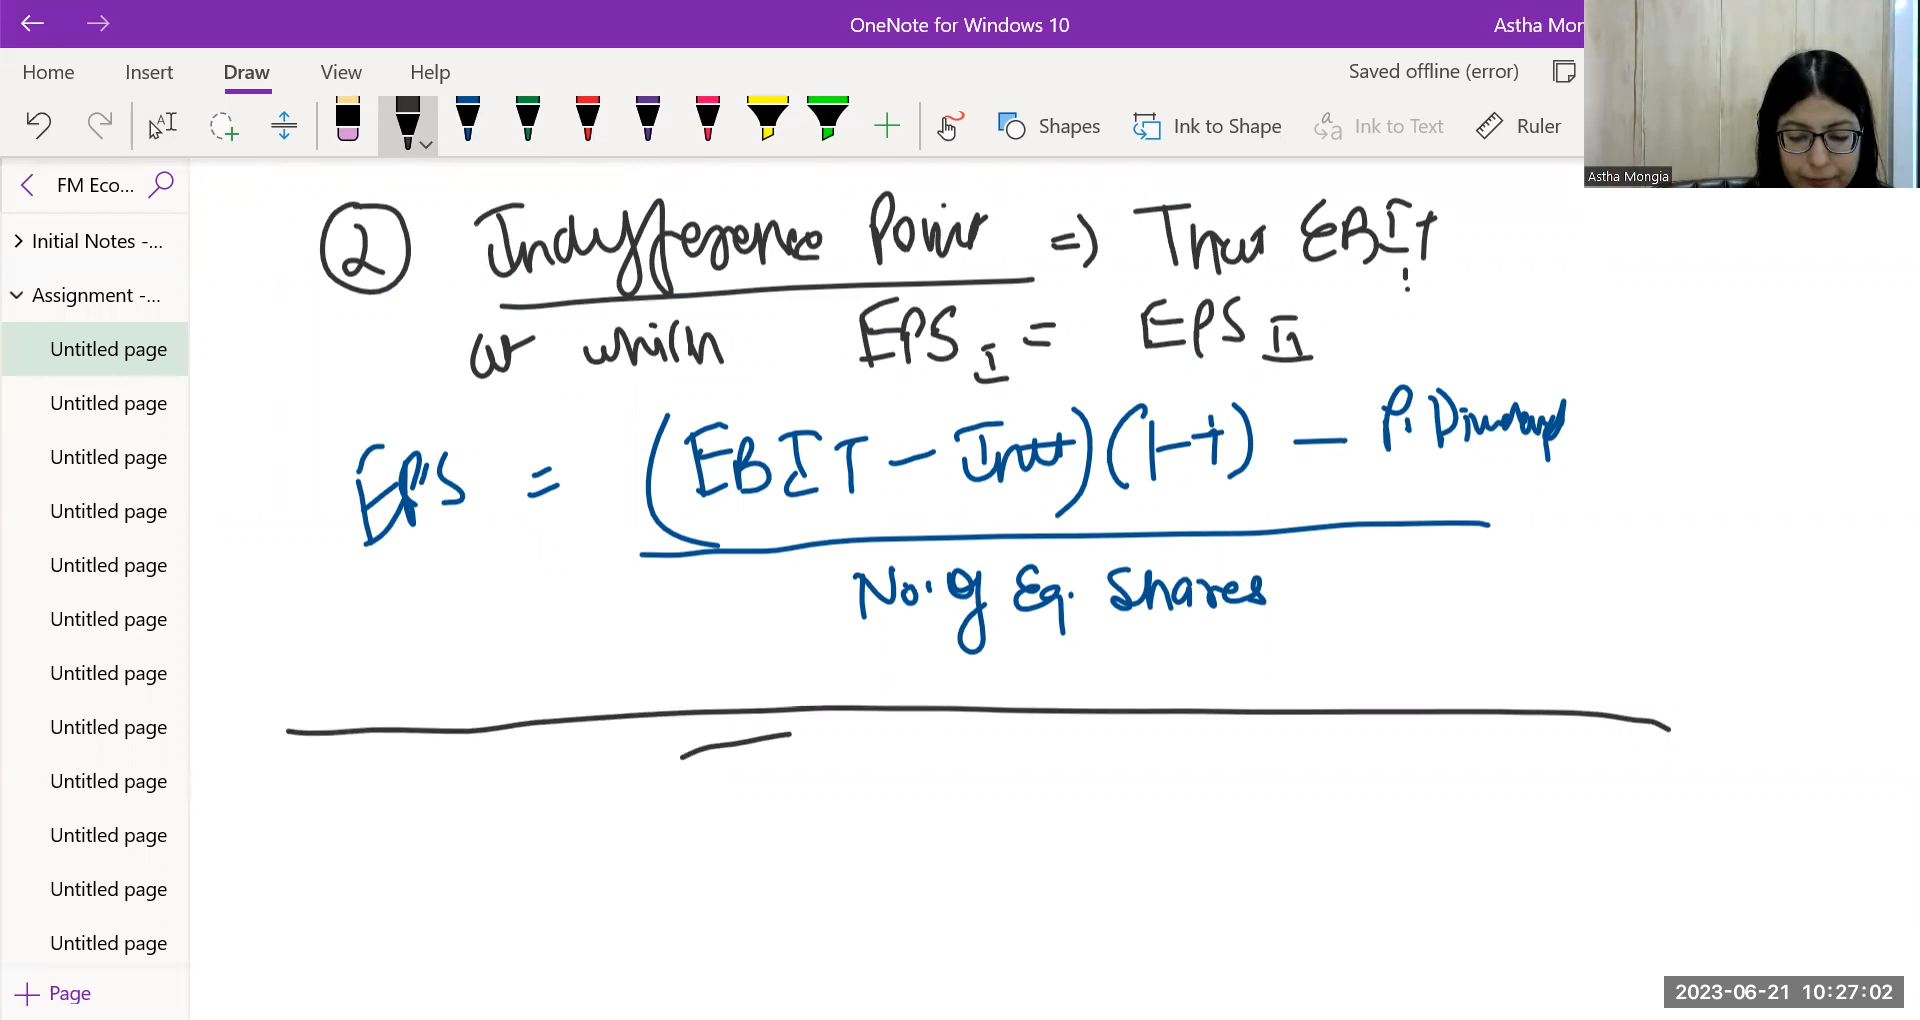 OneNote for Windows 10
Astha Mon
Home Insert Draw View Help
Saved offline (error)
Shapes Ink to Shape Ink to Text Ruler
Astha Mongia
FM Eco...
Initial Notes -...
Assignment -...
Untitled page
Untitled page
Untitled page
Untitled page
Untitled page
Untitled page
Untitled page
Untitled page
Untitled page
Untitled page
Untitled page
Untitled page
Page
② Indifference Point => That EBIT
at which EPS I = EPS II
EPS = (EBIT - Intt)(1-t) - P. Dividend
No. of Eq. Shares
2023-06-21 10:27:02